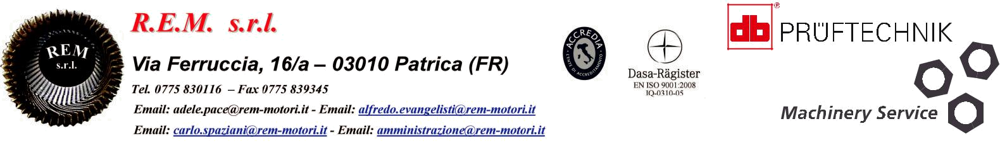 REM
s.r.l.
R.E.M. s.r.l.
Via Ferruccia, 16/a – 03010 Patrica (FR)
Tel. 0775 830116 – Fax 0775 839345
Email: adele.pace@rem-motori.it - Email: alfredo.evangelisti@rem-motori.it
Email: carlo.spaziani@rem-motori.it - Email: amministrazione@rem-motori.it
ACCREDIA
L'ENTE DI ACCREDITAMENTO
Dasa-Rägister
EN ISO 9001:2008
IQ-0310-05
db®
PRÜFTECHNIK
Machinery Service